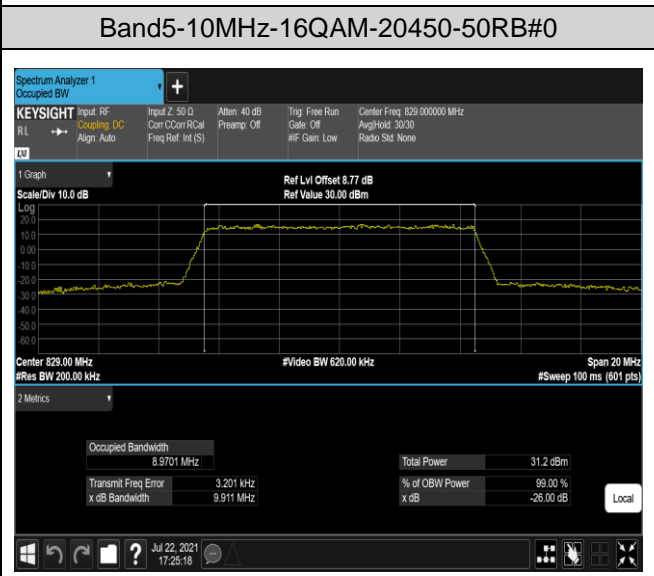 Band5-10MHz-16QAM-20450-50RB#0
Spectrum Analyzer 1
Occupied BW
+
KEYSIGHT Input: RF Input Z: 50 Ω Atten: 40 dB Trig: Free Run Center Freq: 829.000000 MHz
RL Coupling: DC Corr CCorr RCal Preamp: Off Gate: Off Avg|Hold: 30/30
Align: Auto Freq Ref: Int (S) #IF Gain: Low Radio Std: None
LXI
1 Graph
Ref Lvl Offset 8.77 dB
Scale/Div 10.0 dB Ref Value 30.00 dBm
Log
20.0
10.0
0.00
-10.0
-20.0
-30.0
-40.0
-50.0
-60.0
Center 829.00 MHz #Video BW 620.00 kHz Span 20 MHz
#Res BW 200.00 kHz #Sweep 100 ms (601 pts)
2 Metrics
Occupied Bandwidth
8.9701 MHz Total Power 31.2 dBm
Transmit Freq Error 3.201 kHz % of OBW Power 99.00 %
x dB Bandwidth 9.911 MHz x dB -26.00 dB
Local
? Jul 22, 2021
17:25:18